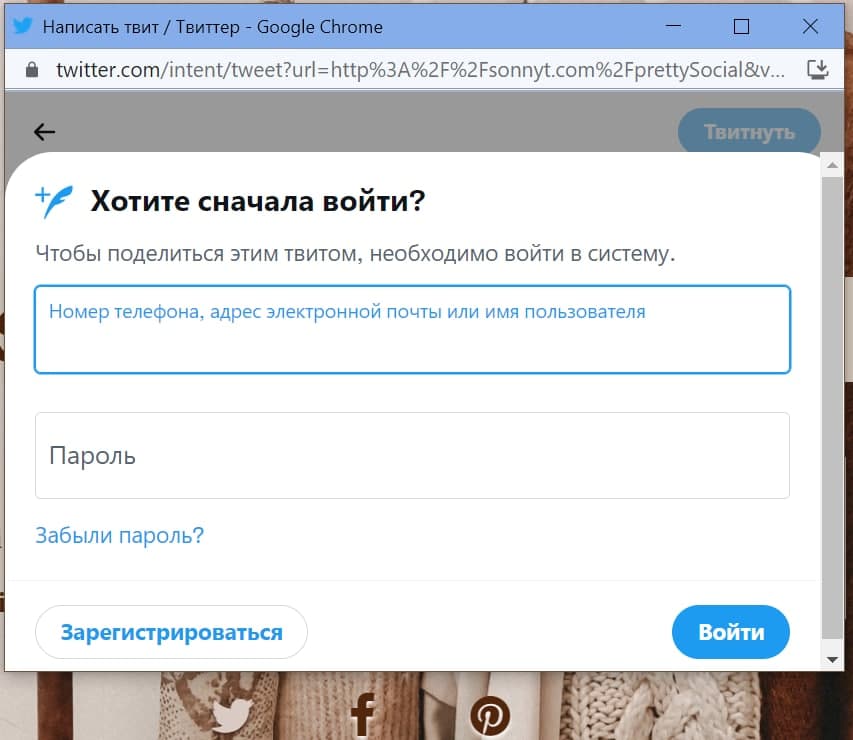 Написать твит / Твиттер - Google Chrome
twitter.com/intent/tweet?url=http%3A%2F%2Fsonnyt.com%2FprettySocial&v...
Твитнуть
Хотите сначала войти?
Чтобы поделиться этим твитом, необходимо войти в систему.
Номер телефона, адрес электронной почты или имя пользователя
Пароль
Забыли пароль?
Зарегистрироваться
Войти